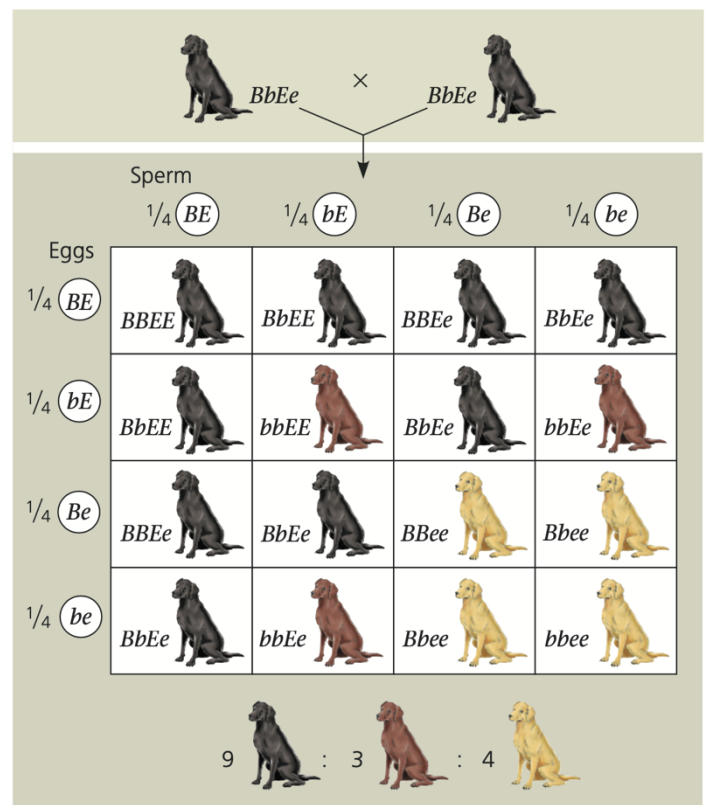 BbEe × BbEe
Sperm
1/4 BE 1/4 bE 1/4 Be 1/4 be
Eggs
1/4 BE BBEE BbEE BBEe BbEe
1/4 bE BbEE bbEE BbEe bbEe
1/4 Be BBEe BbEe BBee Bbee
1/4 be BbEe bbEe Bbee bbee
9 : 3 : 4